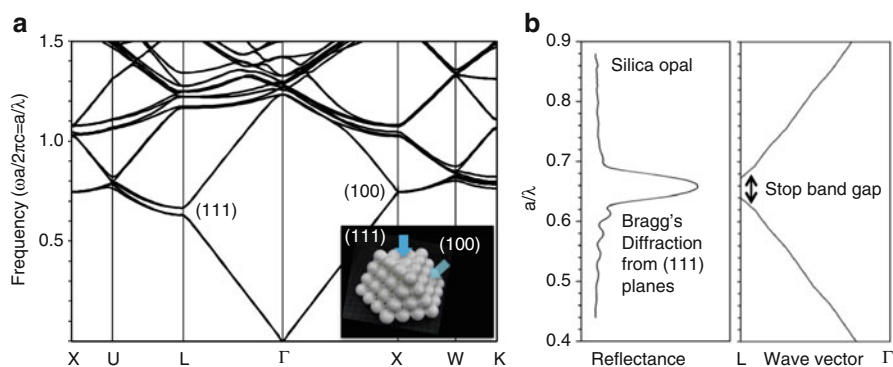 a
Frequency (ωa/2πc=a/λ)
1.5
1.0
0.5
(111)
(100)
(111)
(100)
X U L Γ X W K
b
a/λ
0.9
0.8
0.7
0.6
0.5
0.4
Silica opal
Bragg's
Diffraction
from (111)
planes
Reflectance
Stop band gap
L Wave vector Γ